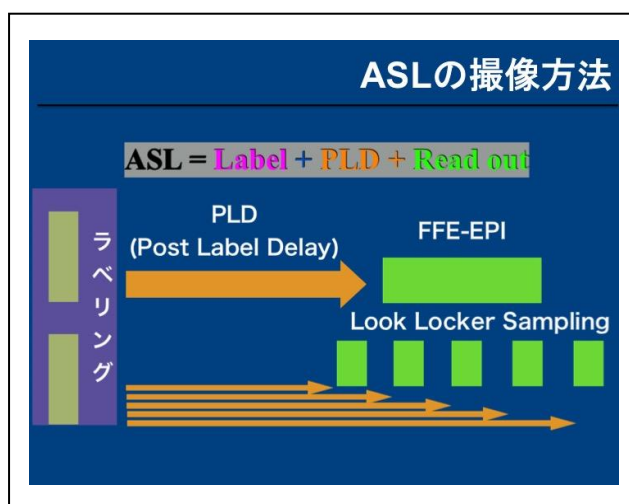 ASLの撮像方法
ASL = Label + PLD + Read out
ラベリング
PLD
(Post Label Delay)
FFE-EPI
Look Locker Sampling